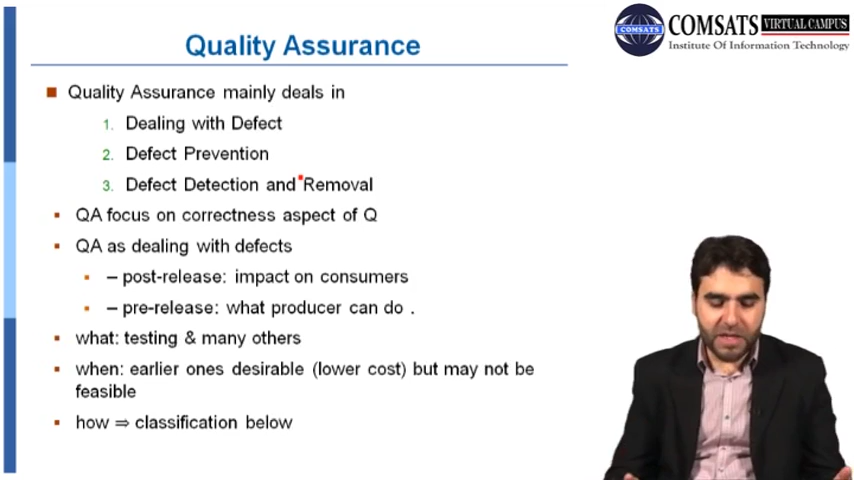 Quality Assurance
COMSATS VIRTUAL CAMPUS
COMSATS
Institute Of Information Technology
Quality Assurance mainly deals in
1. Dealing with Defect
2. Defect Prevention
3. Defect Detection and Removal
QA focus on correctness aspect of Q
QA as dealing with defects
– post-release: impact on consumers
– pre-release: what producer can do .
what: testing & many others
when: earlier ones desirable (lower cost) but may not be
feasible
how ⇒ classification below